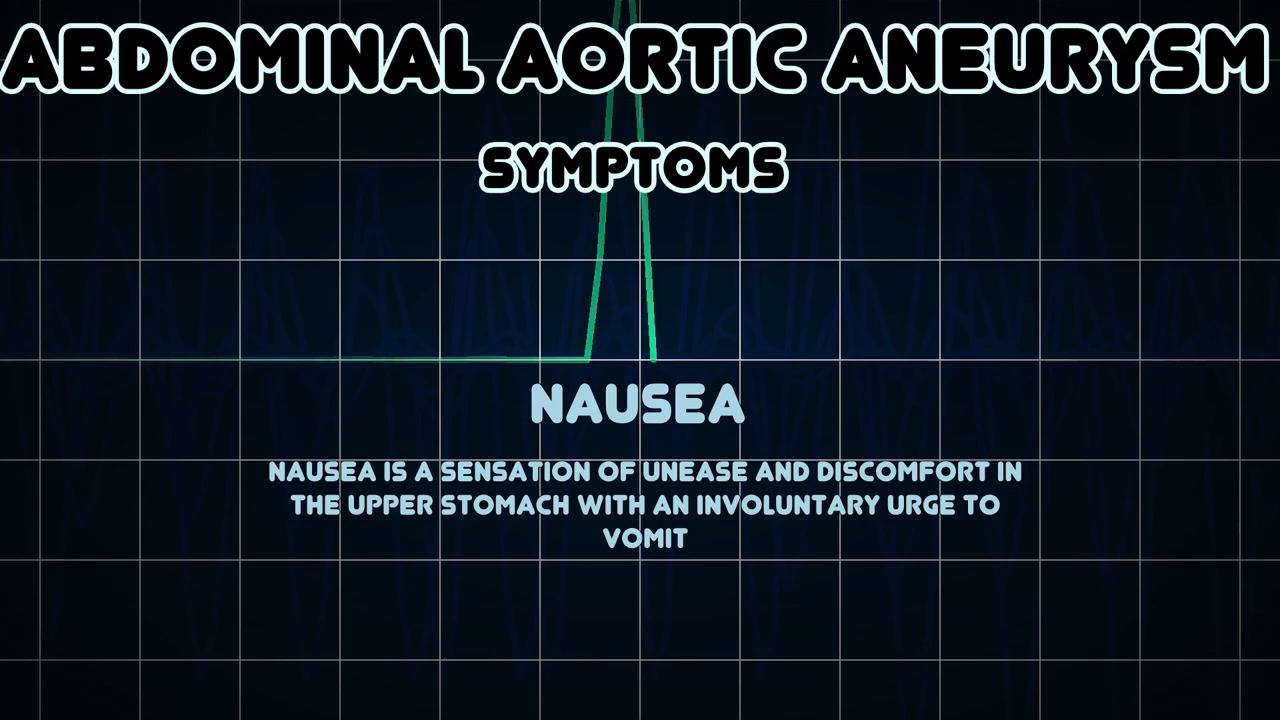 ABDOMINAL AORTIC ANEURYSM
SYMPTOMS
NAUSEA
NAUSEA IS A SENSATION OF UNEASE AND DISCOMFORT IN
THE UPPER STOMACH WITH AN INVOLUNTARY URGE TO
VOMIT